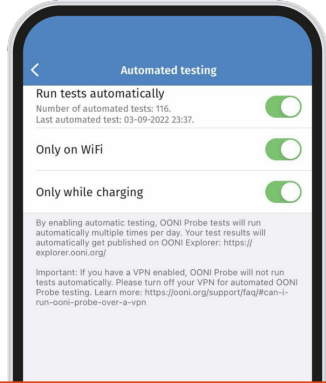 Automated testing
Run tests automatically
Number of automated tests: 116.
Last automated test: 03-09-2022 23:37.
Only on WiFi
Only while charging
By enabling automatic testing, OONI Probe tests will run
automatically multiple times per day. Your test results will
automatically get published on OONI Explorer: https://
explorer.ooni.org/
Important: If you have a VPN enabled, OONI Probe will not run
tests automatically. Please turn off your VPN for automated OONI
Probe testing. Learn more: https://ooni.org/support/faq/#can-i-
run-ooni-probe-over-a-vpn